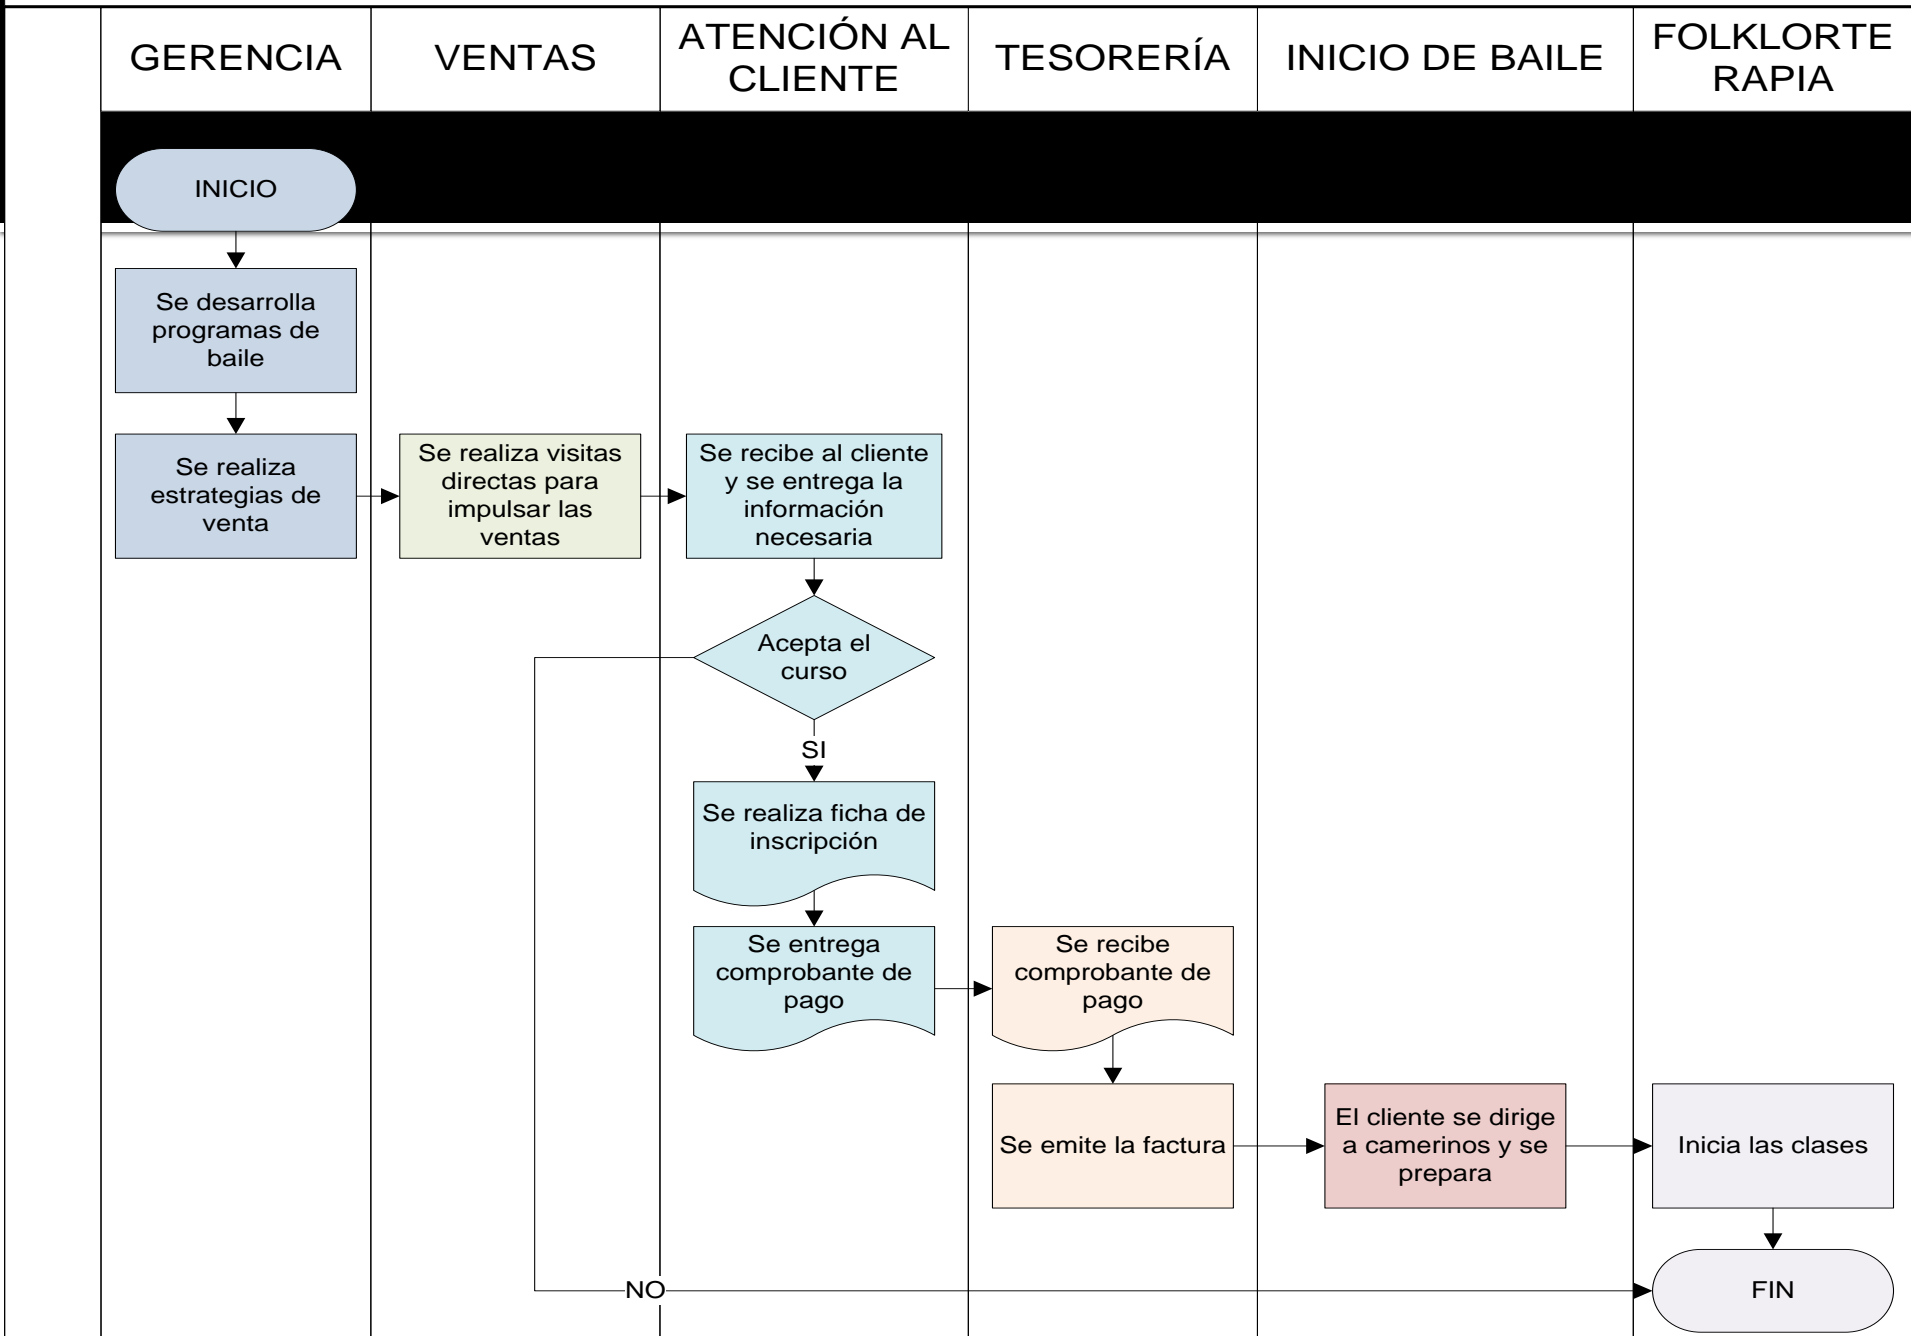 GERENCIA
VENTAS
ATENCIÓN AL
CLIENTE
TESORERÍA
INICIO DE BAILE
FOLKLORTE
RAPIA
INICIO
Se desarrolla
programas de
baile
Se realiza
estrategias de
venta
Se realiza visitas
directas para
impulsar las
ventas
Se recibe al cliente
y se entrega la
información
necesaria
Acepta el
curso
SI
Se realiza ficha de
inscripción
Se entrega
comprobante de
pago
Se recibe
comprobante de
pago
Se emite la factura
El cliente se dirige
a camerinos y se
prepara
Inicia las clases
NO
FIN